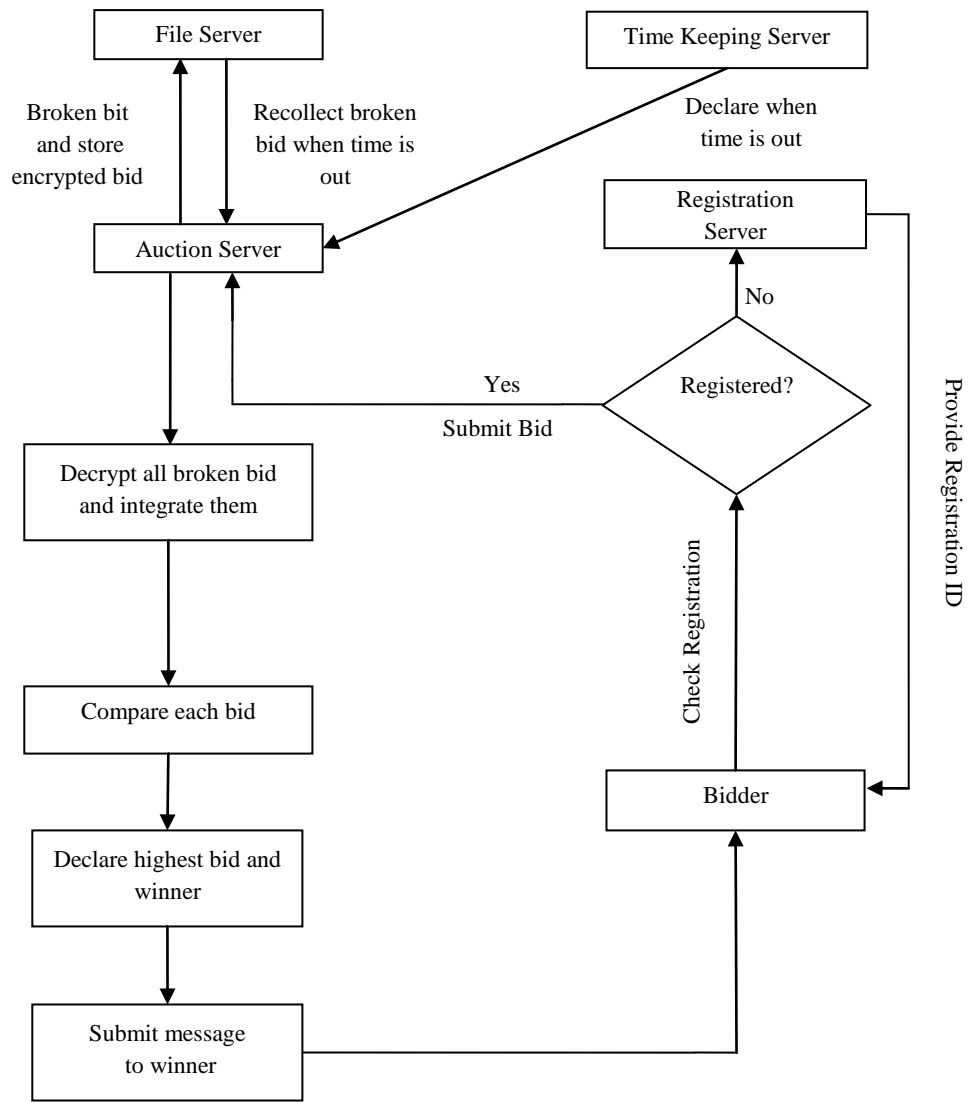 File Server
Time Keeping Server
Broken bit
and store
encrypted bid
Recollect broken
bid when time is
out
Declare when
time is out
Auction Server
Registration
Server
No
Registered?
Yes
Submit Bid
Provide Registration ID
Decrypt all broken bid
and integrate them
Check Registration
Compare each bid
Bidder
Declare highest bid and
winner
Submit message
to winner